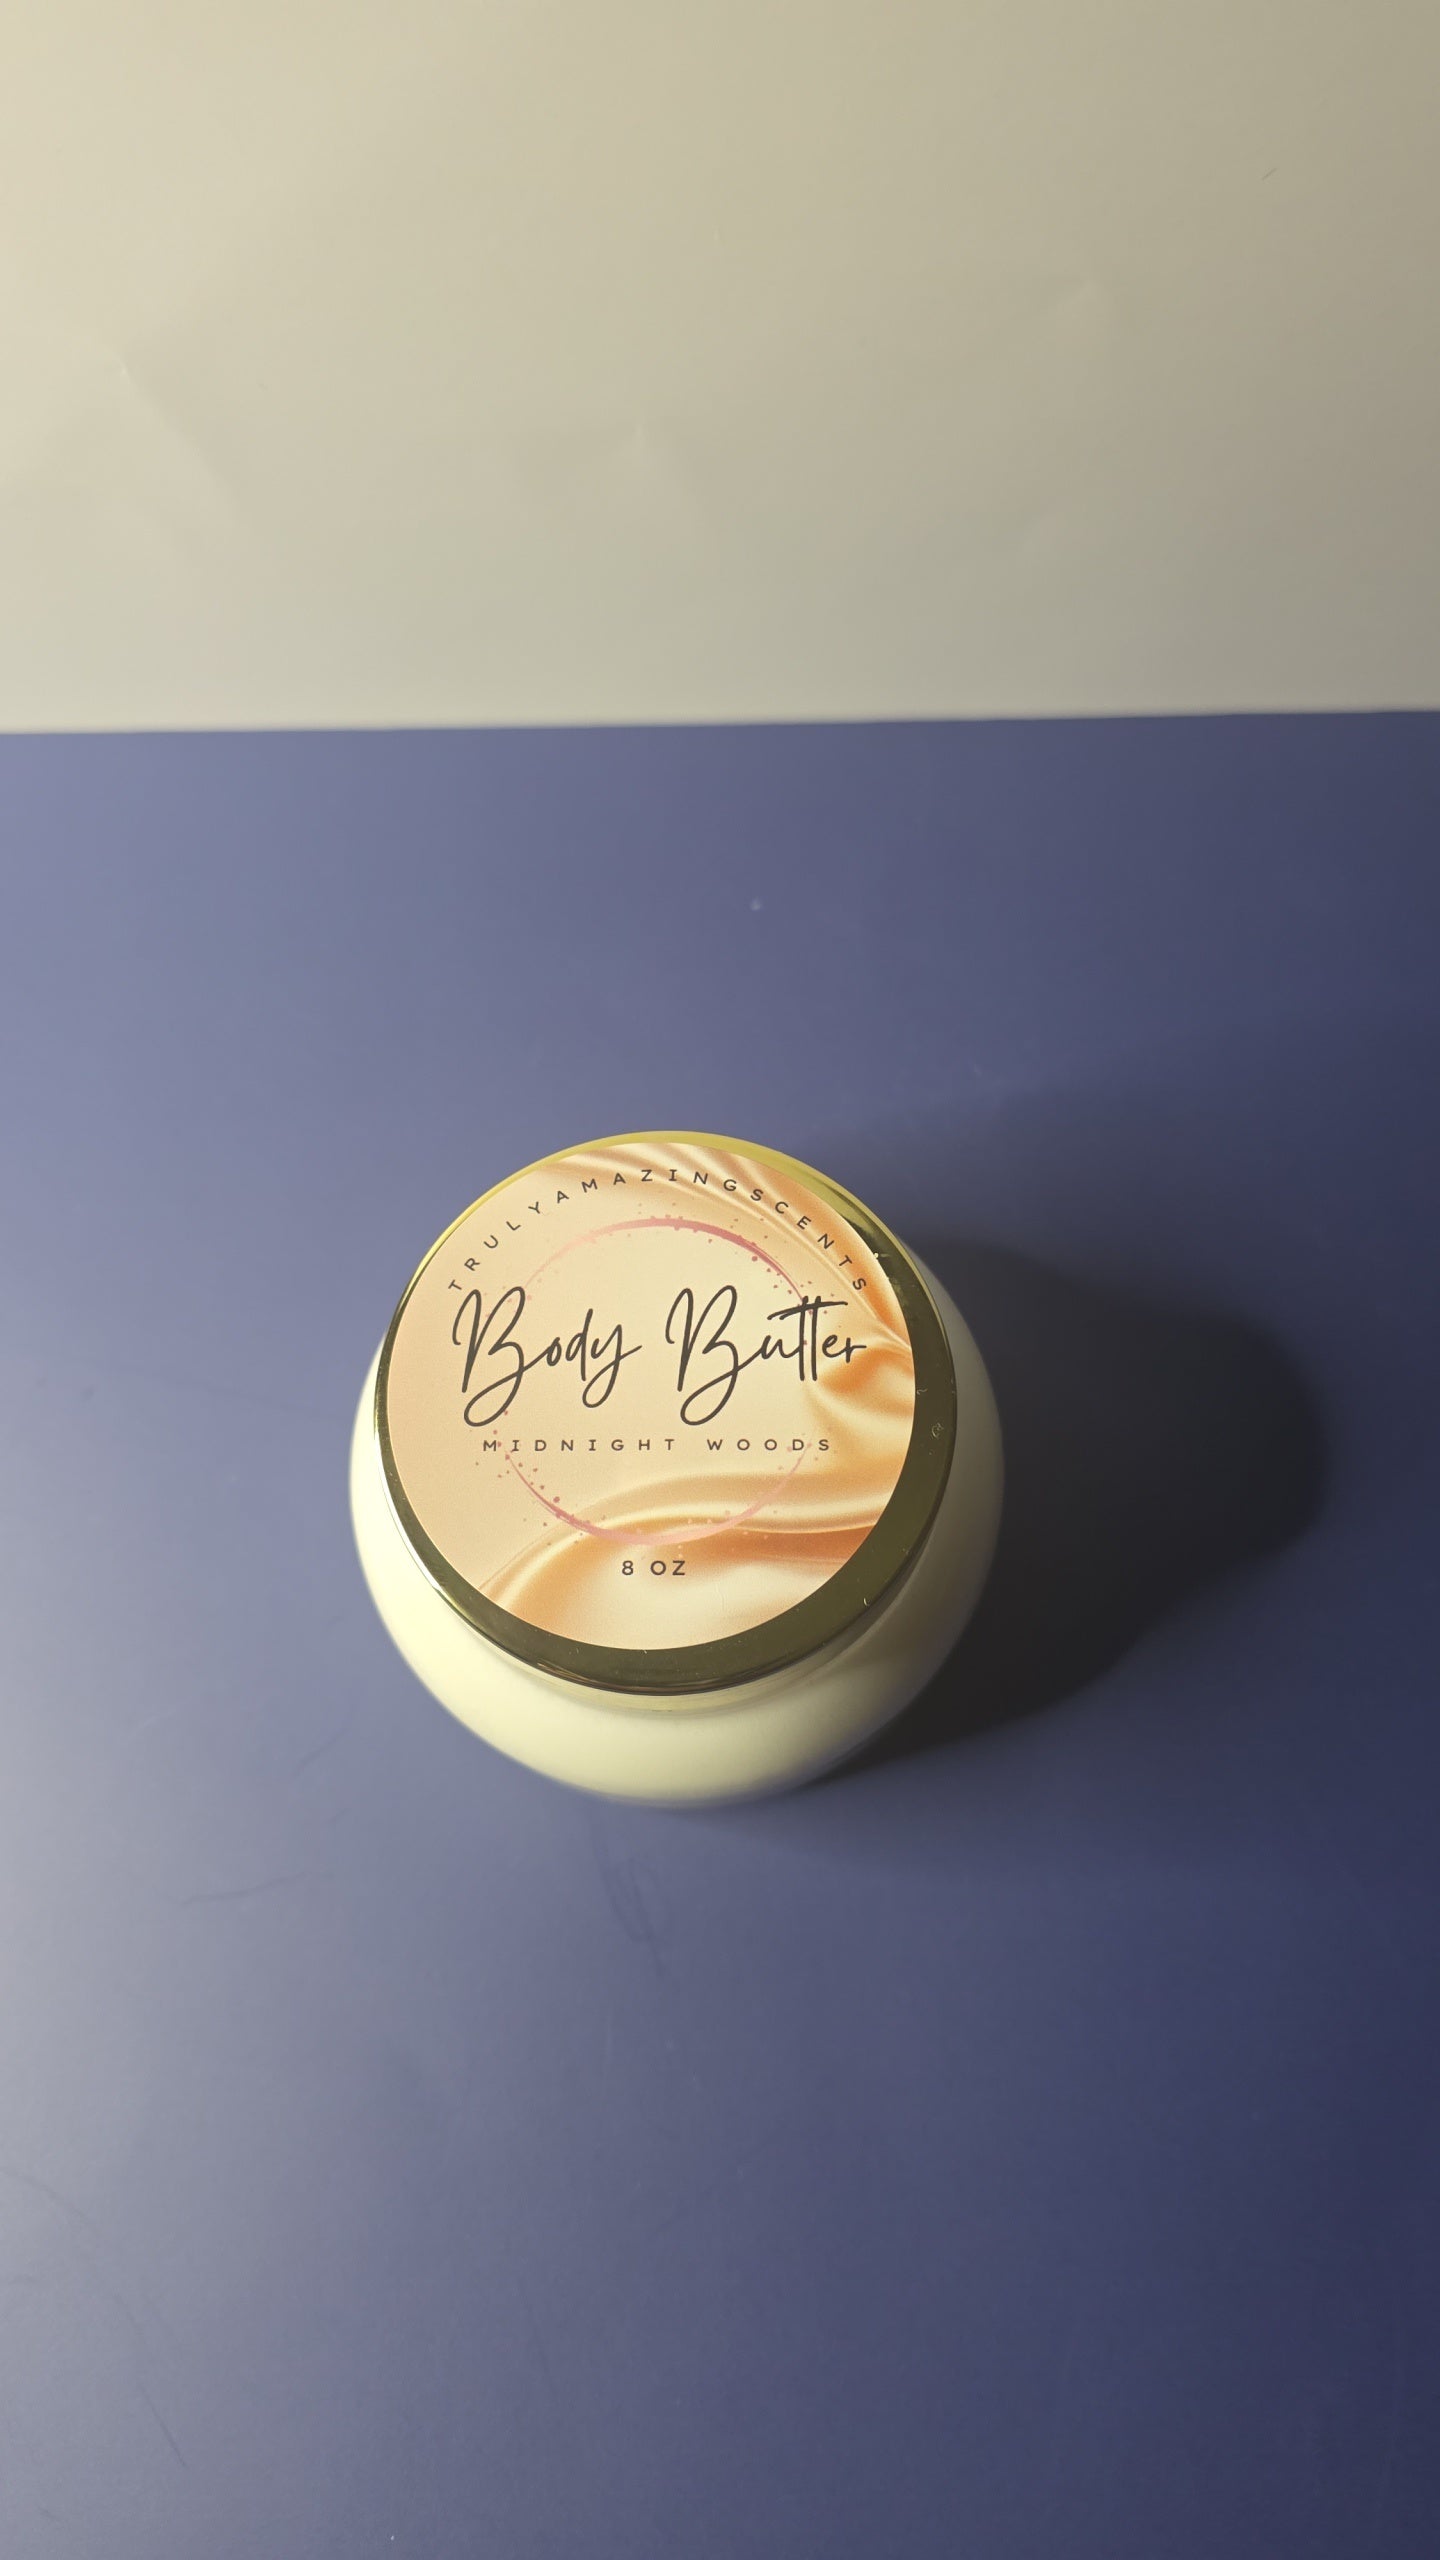 TRULYAMAZINGSCENTS
Body Butter
MIDNIGHT WOODS
8 OZ